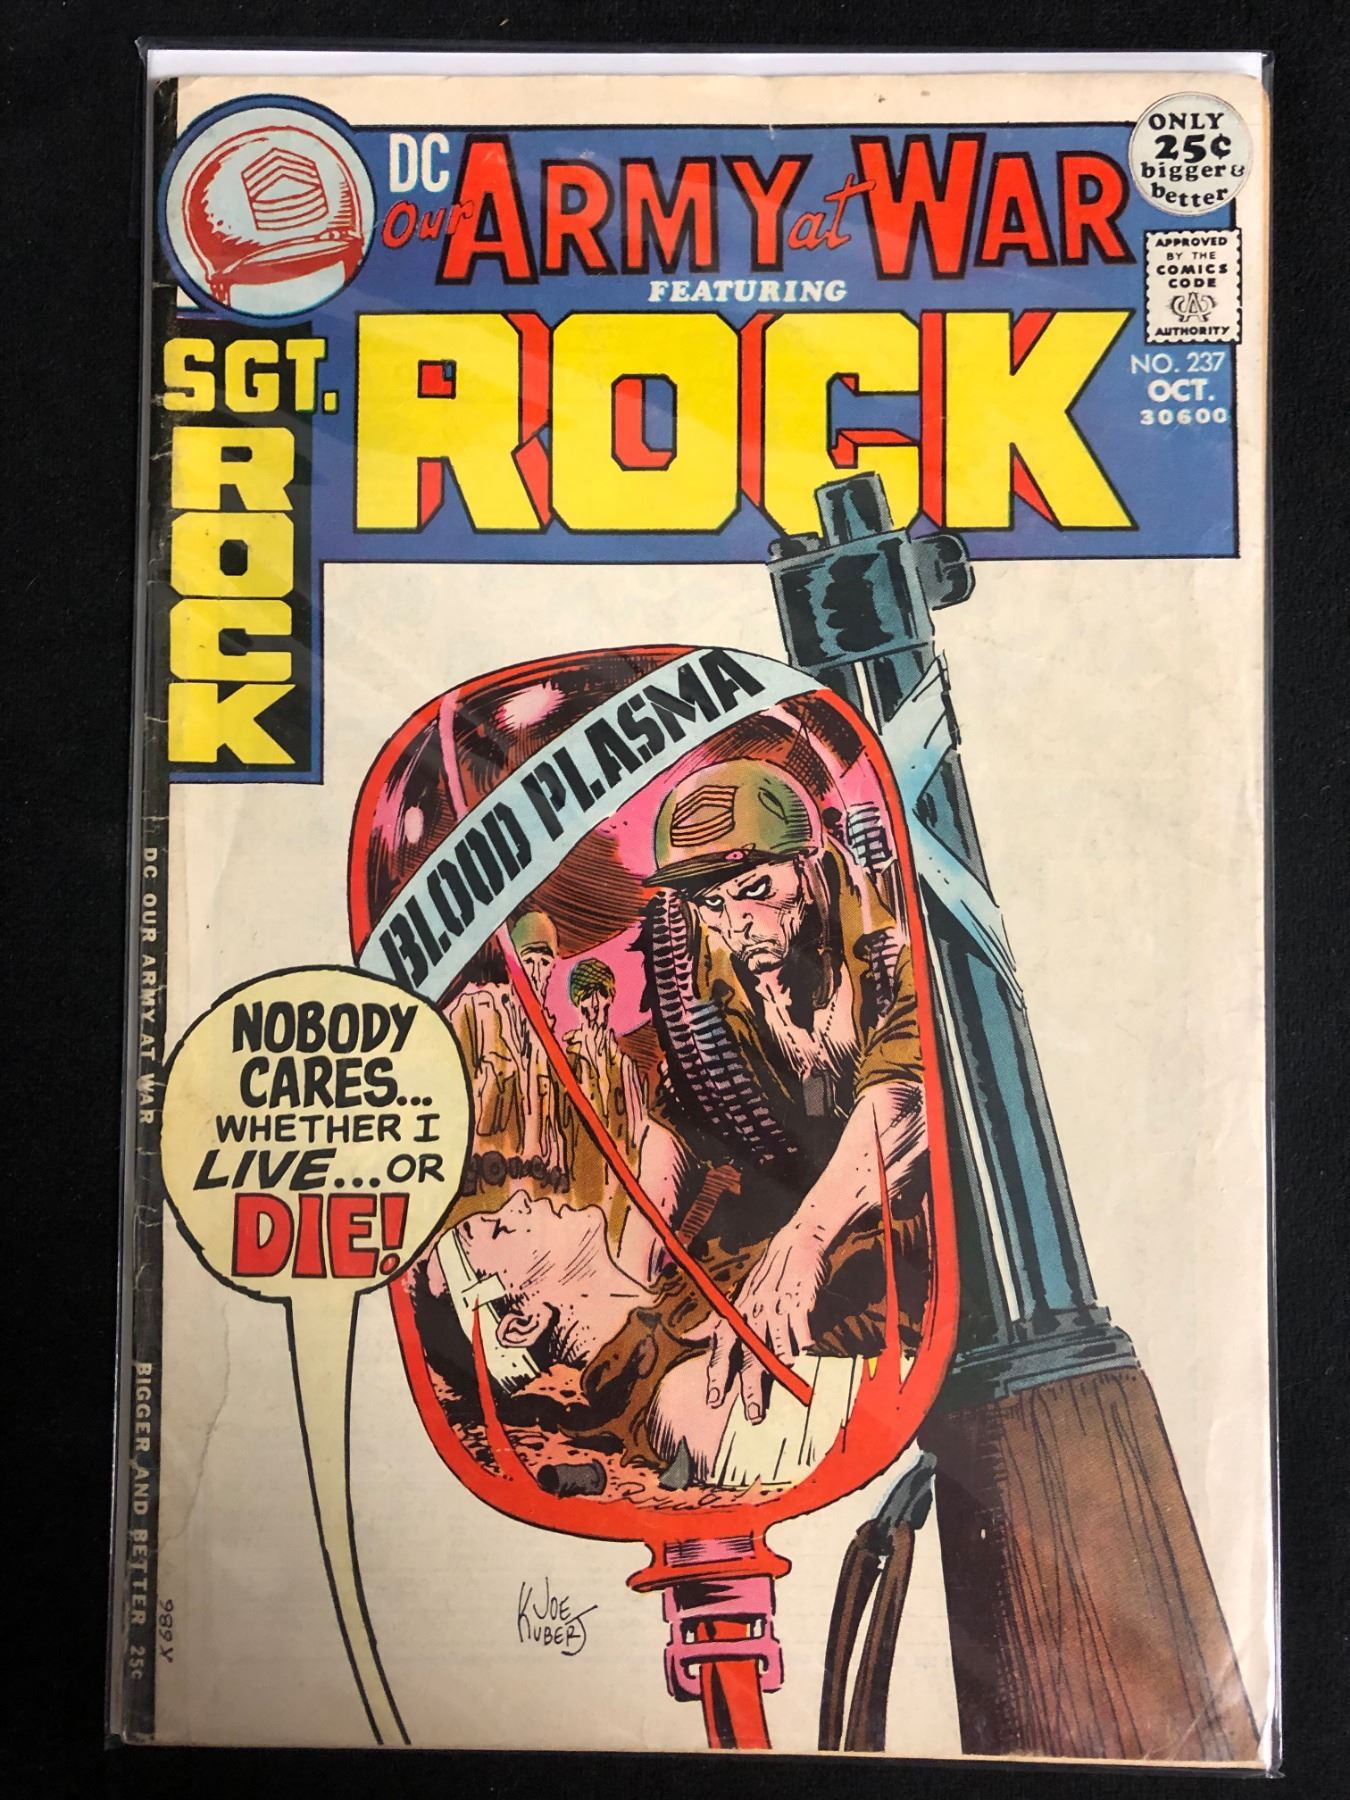 DC
Our ARMY at WAR
FEATURING
ROCK
ONLY
25¢
bigger &
better
APPROVED
BY THE
COMICS
CODE
CA
AUTHORITY
NO. 237
OCT.
30600
SGT.
ROCK
BLOOD PLASMA
NOBODY
CARES...
WHETHER I
LIVE...OR
DIE!
JOE
KUBERT
DC OUR ARMY AT WAR
BIGGER AND BETTER 25¢
K686